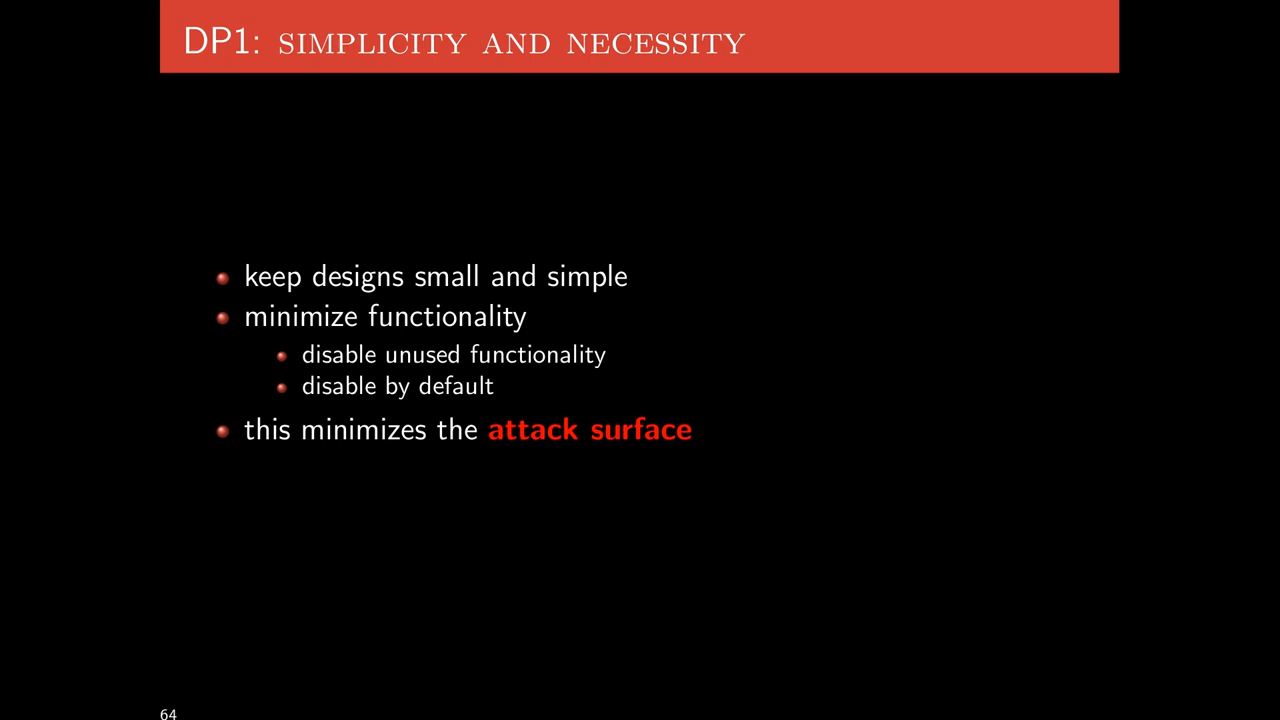 DP1: SIMPLICITY AND NECESSITY
keep designs small and simple
minimize functionality
disable unused functionality
disable by default
this minimizes the attack surface
64